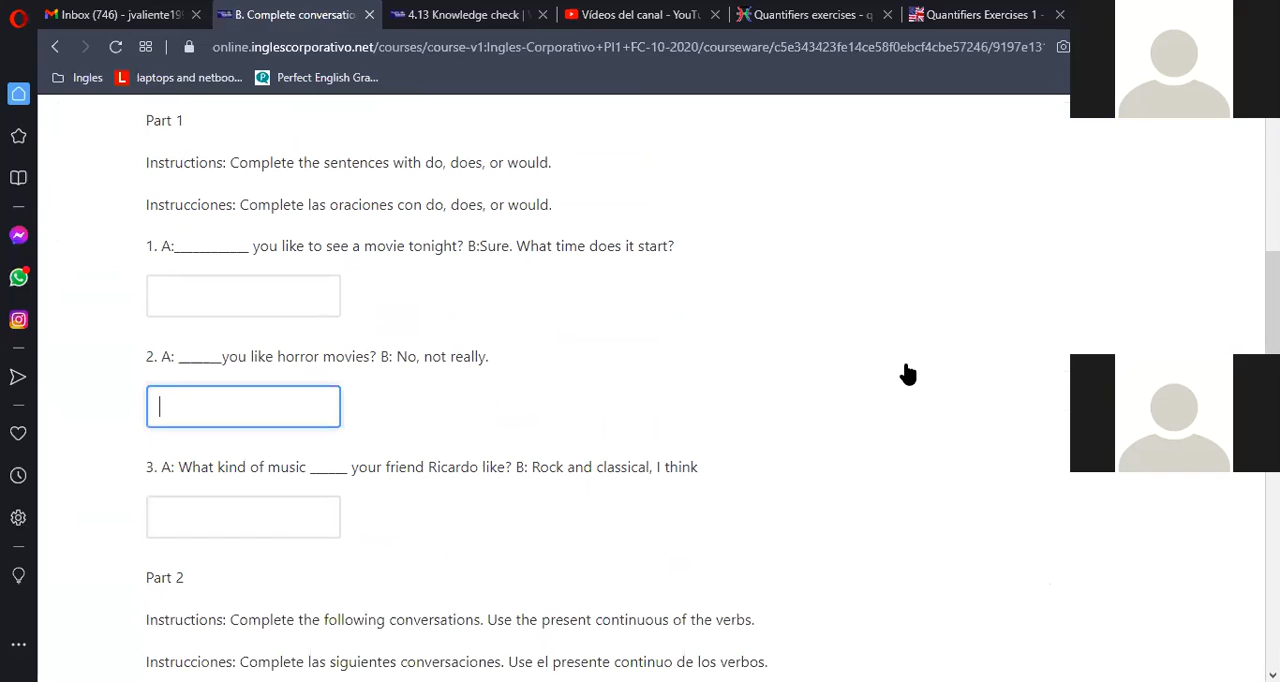 Inbox (746) - jvaliente199
B. Complete conversatio
4.13 Knowledge check |
Vídeos del canal - YouTu
Quantifiers exercises - q
Quantifiers Exercises 1 -
online.inglescorporativo.net/courses/course-v1:Ingles-Corporativo+PI1+FC-10-2020/courseware/c5e343423fe14ce58f0ebcf4cbe57246/9197e131
Ingles
laptops and netboo...
Perfect English Gra...
Part 1
Instructions: Complete the sentences with do, does, or would.
Instrucciones: Complete las oraciones con do, does, or would.
1. A:___________ you like to see a movie tonight? B:Sure. What time does it start?
2. A: ______you like horror movies? B: No, not really.
3. A: What kind of music _____ your friend Ricardo like? B: Rock and classical, I think
Part 2
Instructions: Complete the following conversations. Use the present continuous of the verbs.
Instrucciones: Complete las siguientes conversaciones. Use el presente continuo de los verbos.